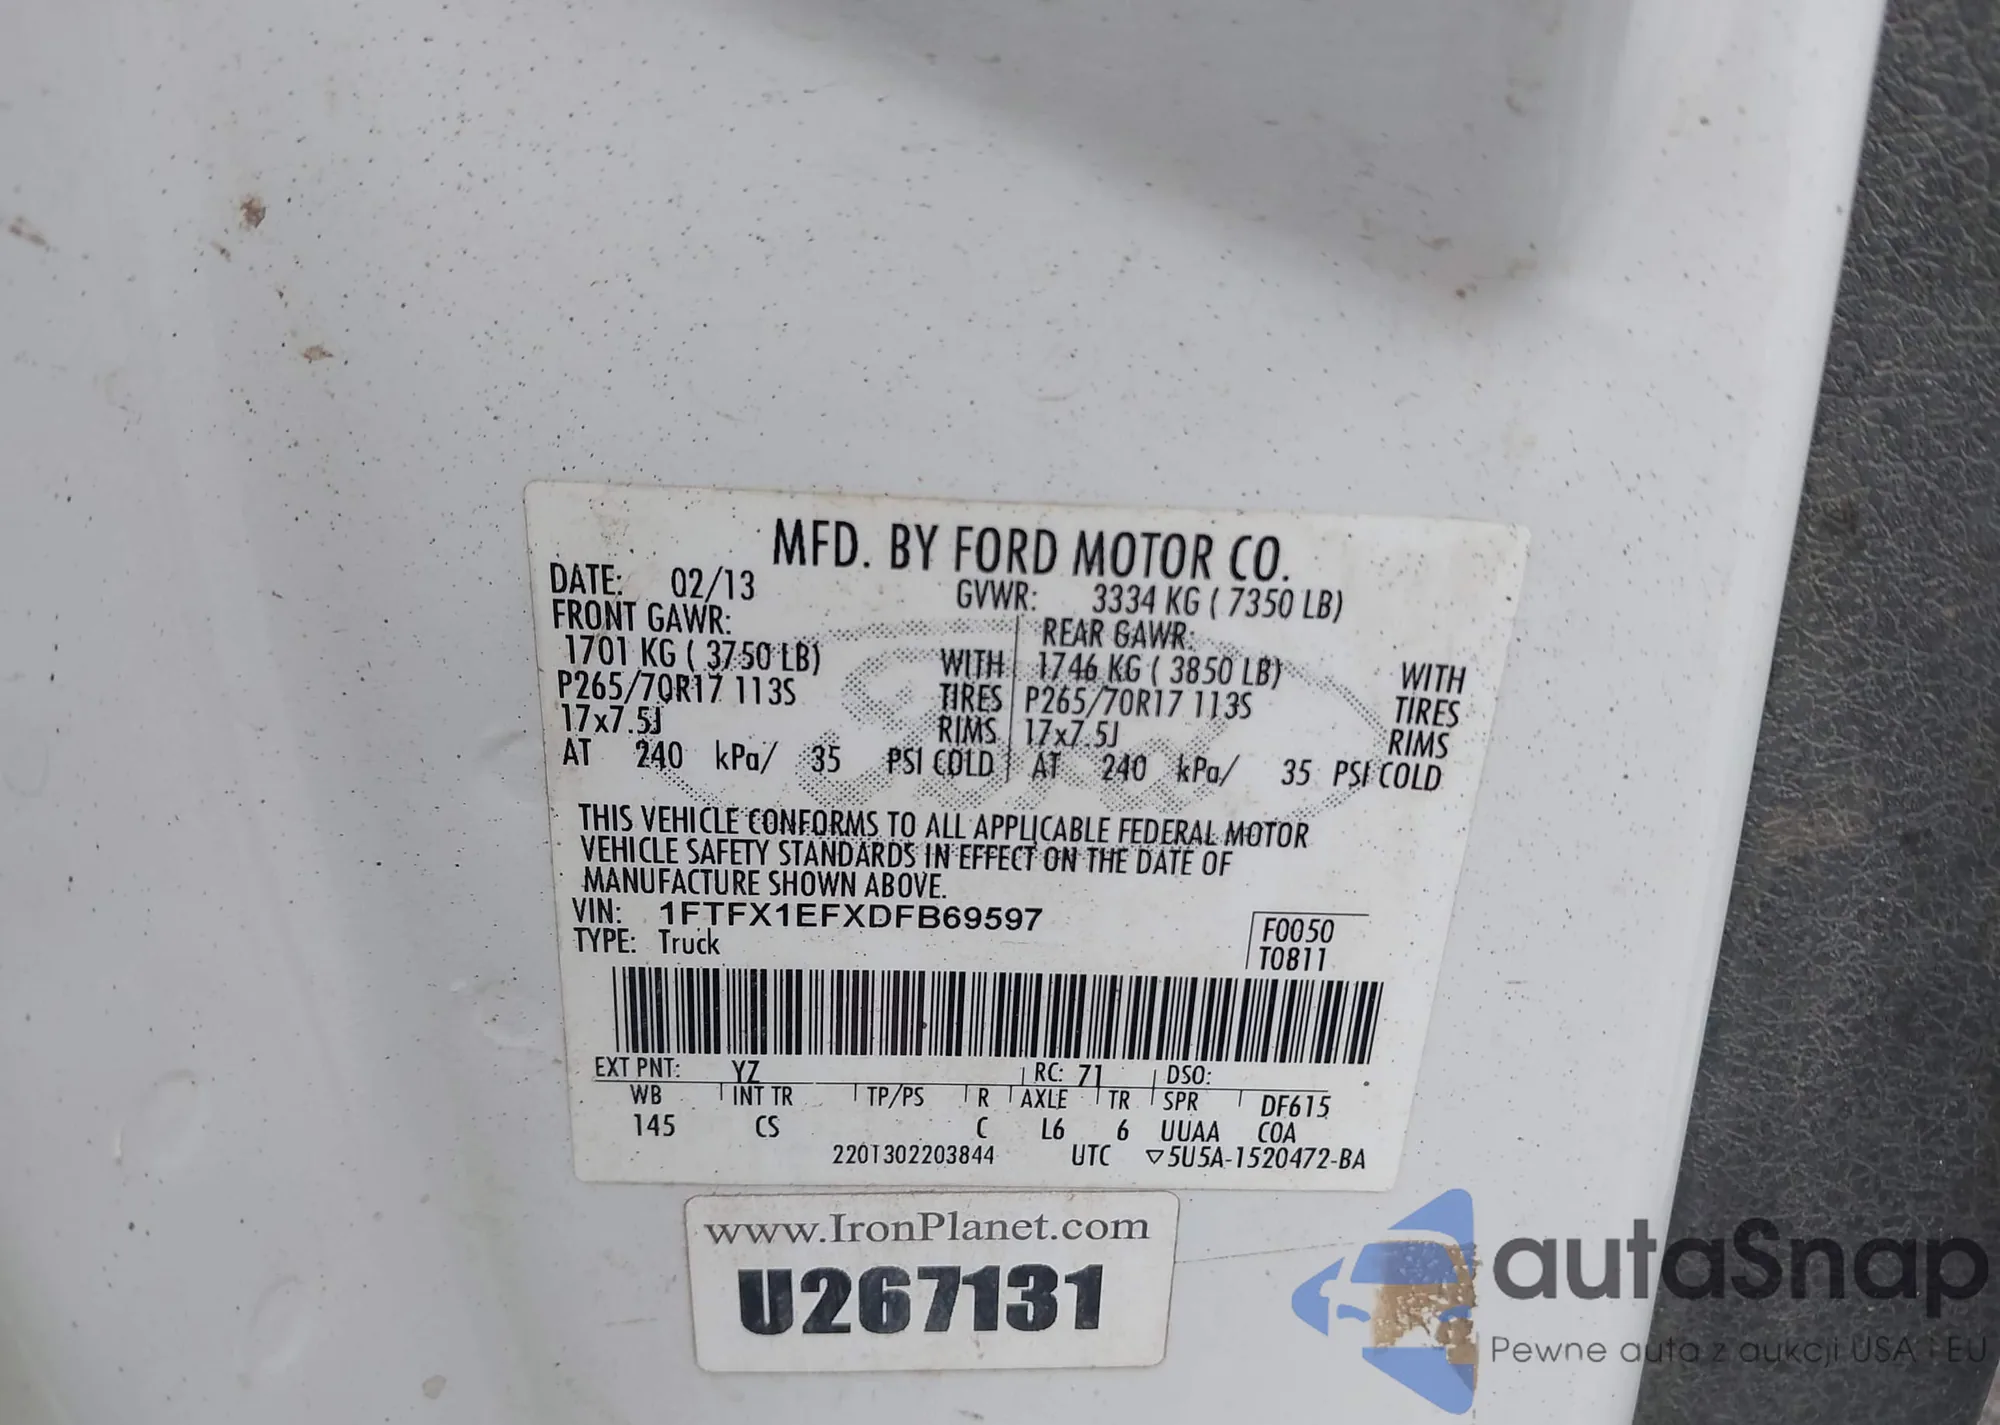 MFD. BY FORD MOTOR CO.
DATE: 02/13 GVWR: 3334 KG ( 7350 LB)
FRONT GAWR: REAR GAWR:
1701 KG ( 3750 LB) WITH 1746 KG ( 3850 LB) WITH
P265/70R17 113S TIRES P265/70R17 113S TIRES
17x7.5J RIMS 17x7.5J RIMS
AT 240 kPa/ 35 PSI COLD AT 240 kPa/ 35 PSI COLD
THIS VEHICLE CONFORMS TO ALL APPLICABLE FEDERAL MOTOR
VEHICLE SAFETY STANDARDS IN EFFECT ON THE DATE OF
MANUFACTURE SHOWN ABOVE.
VIN: 1FTFX1EFXDFB69597
TYPE: Truck
F0050
T0811
EXT PNT: YZ RC: 71 DSO:
WB INT TR TP/PS R AXLE TR SPR DF615
145 CS C L6 6 UUAA COA
2201302203844 UTC ▽5U5A-1520472-BA
www.IronPlanet.com
U267131
autaSnap
Pewne auta z aukcji USA i EU